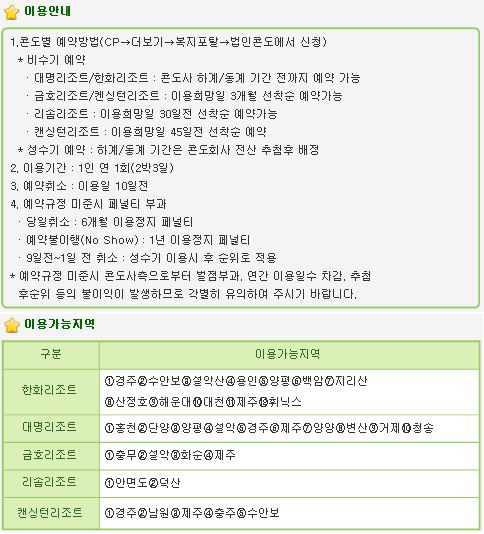 이용안내
1.콘도별 예약방법(CP→더보기→복지포탈→법인콘도에서 신청)
* 비수기 예약
· 대명리조트/한화리조트 : 콘도사 하계/동계 기간 전까지 예약 가능
· 금호리조트/켄싱턴리조트 : 이용희망일 3개월 선착순 예약가능
· 리솜리조트 : 이용희망일 30일전 선착순 예약가능
· 캔싱턴리조트 : 이용희망일 45일전 선착순 예약
* 성수기 예약 : 하계/동계 기간은 콘도회사 전산 추첨후 배정
2. 이용기간 : 1인 연 1회(2박3일)
3. 예약취소 : 이용일 10일전
4. 예약규정 미준시 페널티 부과
· 당일취소 : 6개월 이용정지 페널티
· 예약불이행(No Show) : 1년 이용정지 페널티
· 9일전~1일 전 취소 : 성수기 이용시 후 순위로 적용
* 예약규정 미준시 콘도사측으로부터 벌점부과, 연간 이용일수 차감, 추첨
후순위 등의 불이익이 발생하므로 각별히 유의하여 주시기 바랍니다.
이용가능지역
구분 이용가능지역
한화리조트 ①경주②수안보③설악산④용인⑤양평⑥백암⑦지리산
⑧산정호⑨해운대⑩대천⑪제주⑫휘닉스
대명리조트 ①홍천②단양③양평④설악⑤경주⑥제주⑦양양⑧변산⑨거제⑩청송
금호리조트 ①충무②설악③화순④제주
리솜리조트 ①안면도②덕산
캔싱턴리조트 ①경주②남원③제주④충주⑤수안보